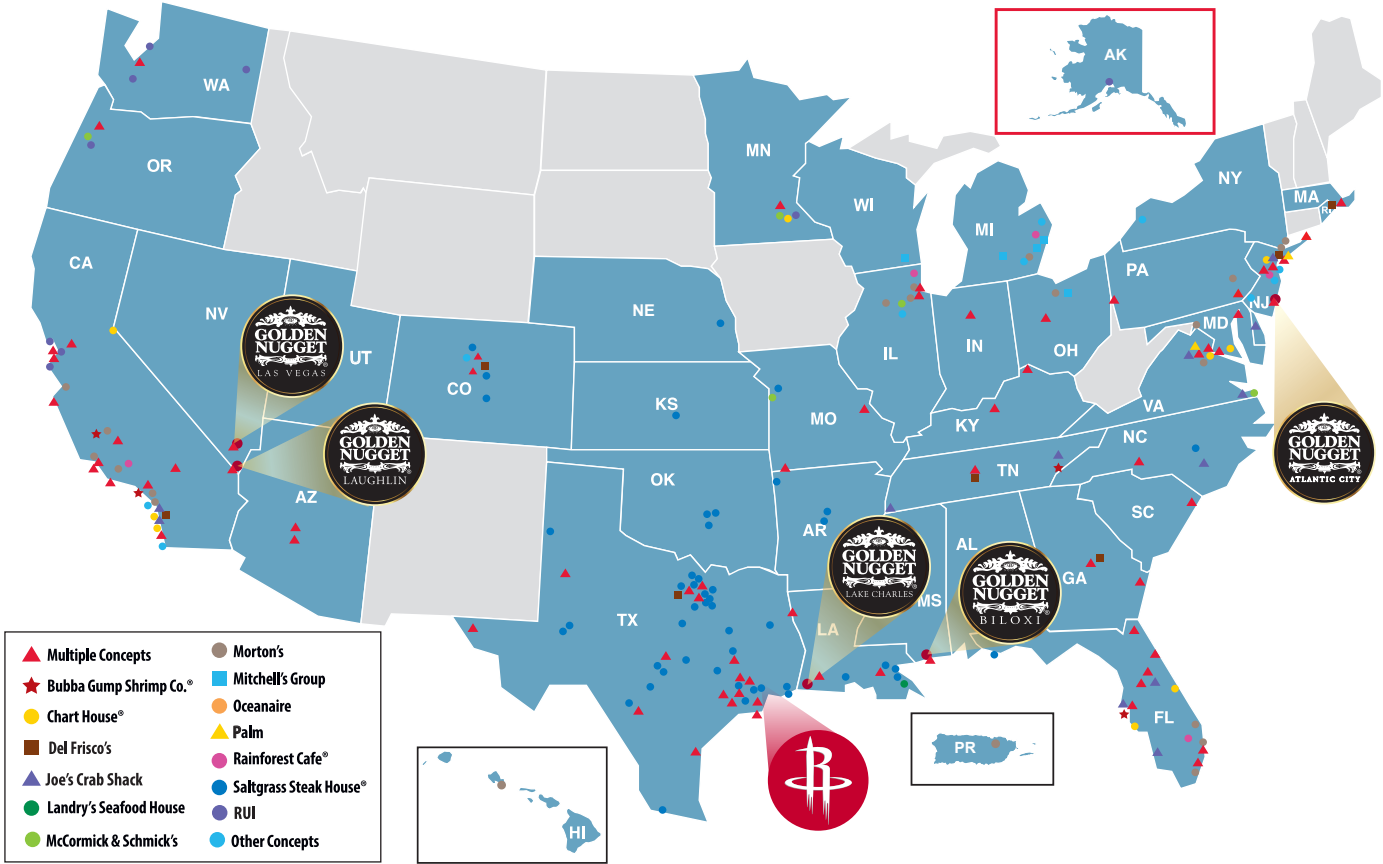 AK
WA
MN
OR
NY
WI
MA
MI
CA
PA
NE
NV
NJ
MD
GOLDEN
NUGGET®
LAS VEGAS
UT
IL
IN
OH
CO
KS
VA
MO
KY
NC
GOLDEN
NUGGET®
LAUGHLIN
GOLDEN
NUGGET®
ATLANTIC CITY
TN
OK
AZ
SC
AR
AL
GOLDEN
NUGGET®
LAKE CHARLES
GA
GOLDEN
NUGGET®
BILOXI
MS
TX
LA
FL
PR
HI
R
Multiple Concepts
Bubba Gump Shrimp Co.®
Chart House®
Del Frisco's
Joe's Crab Shack
Landry's Seafood House
McCormick & Schmick's
Morton's
Mitchell's Group
Oceanaire
Palm
Rainforest Cafe®
Saltgrass Steak House®
RUI
Other Concepts